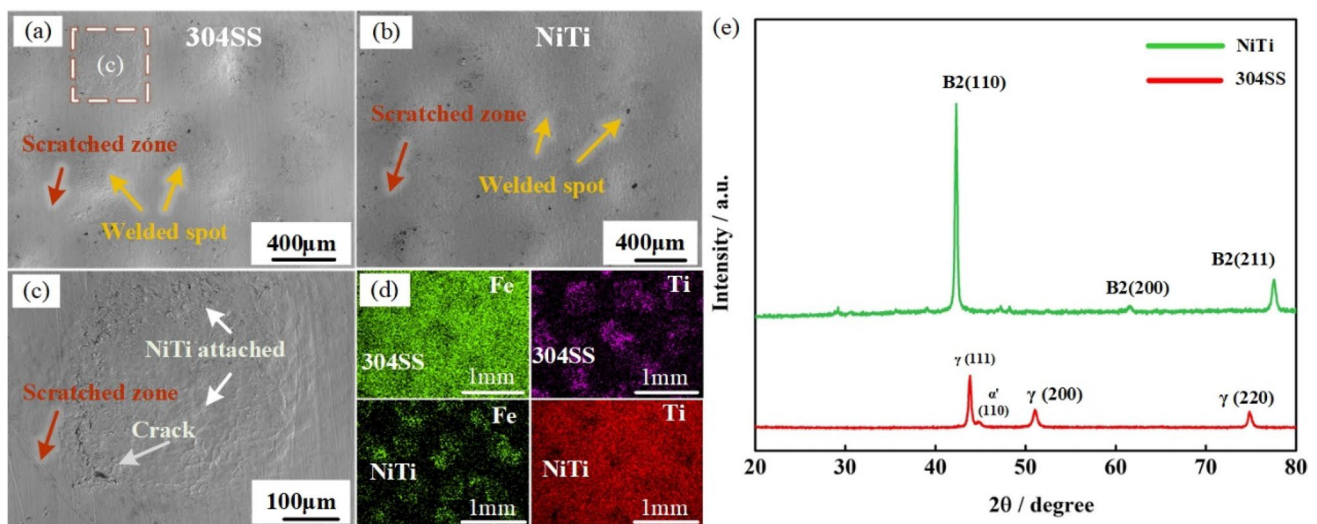 (a)
304SS
(c)
Scratched zóne
Welded spot
400μm
(b)
NiTi
Scratched zone
Welded spot
400μm
(c)
NiTi attached
Scratched zone
Crack
100μm
(d)
Fe
304SS
1mm
Ti
304SS
1mm
Fe
NiTi
1mm
Ti
NiTi
1mm
(e)
NiTi
304SS
B2(110)
B2(200)
B2(211)
γ (111)
α'
(110)
γ (200)
γ (220)
Intensity / a.u.
20
30
40
50
60
70
80
2θ / degree